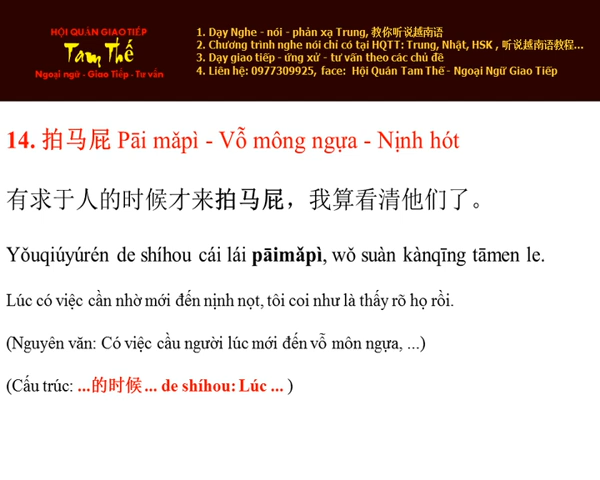 HỘI QUÁN GIAO TIẾP
Tam Thế
Ngoại ngữ - Giao Tiếp - Tư vấn
1. Dạy Nghe - nói - phản xạ Trung, 教你听说越南语
2. Chương trình nghe nói chỉ có tại HQTT: Trung, Nhật, HSK , 听说越南语教程...
3. Dạy giao tiếp - ứng xử - tư vấn theo các chủ đề
4. Liên hệ: 0977309925, face: Hội Quán Tam Thế - Ngoại Ngữ Giao Tiếp
14. 拍马屁 Pāi mǎpì - Vỗ mông ngựa - Nịnh hót
有求于人的时候才来拍马屁，我算看清他们了。
Yǒuqiúyúrén de shíhou cái lái pāimǎpì, wǒ suàn kànqīng tāmen le.
Lúc có việc cần nhờ mới đến nịnh nọt, tôi coi như là thấy rõ họ rồi.
(Nguyên văn: Có việc cầu người lúc mới đến vỗ môn ngựa, ...)
(Cấu trúc: ...的时候 ... de shíhou: Lúc ... )